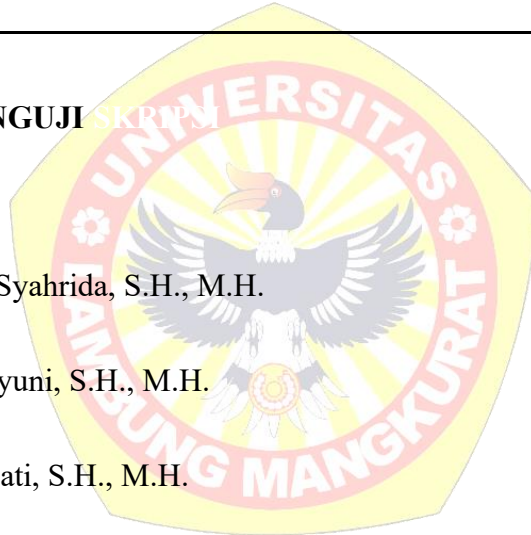 NGUJI SKRIPSI
Syahrida, S.H., M.H.
yuni, S.H., M.H.
ati, S.H., M.H.
UNIVERSITAS
LAMBUNG MANGKURAT